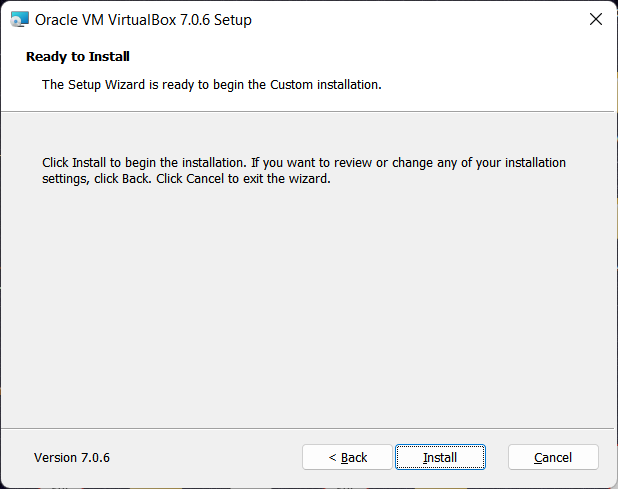 Oracle VM VirtualBox 7.0.6 Setup
Ready to Install
The Setup Wizard is ready to begin the Custom installation.
Click Install to begin the installation. If you want to review or change any of your installation
settings, click Back. Click Cancel to exit the wizard.
Version 7.0.6
< Back
Install
Cancel